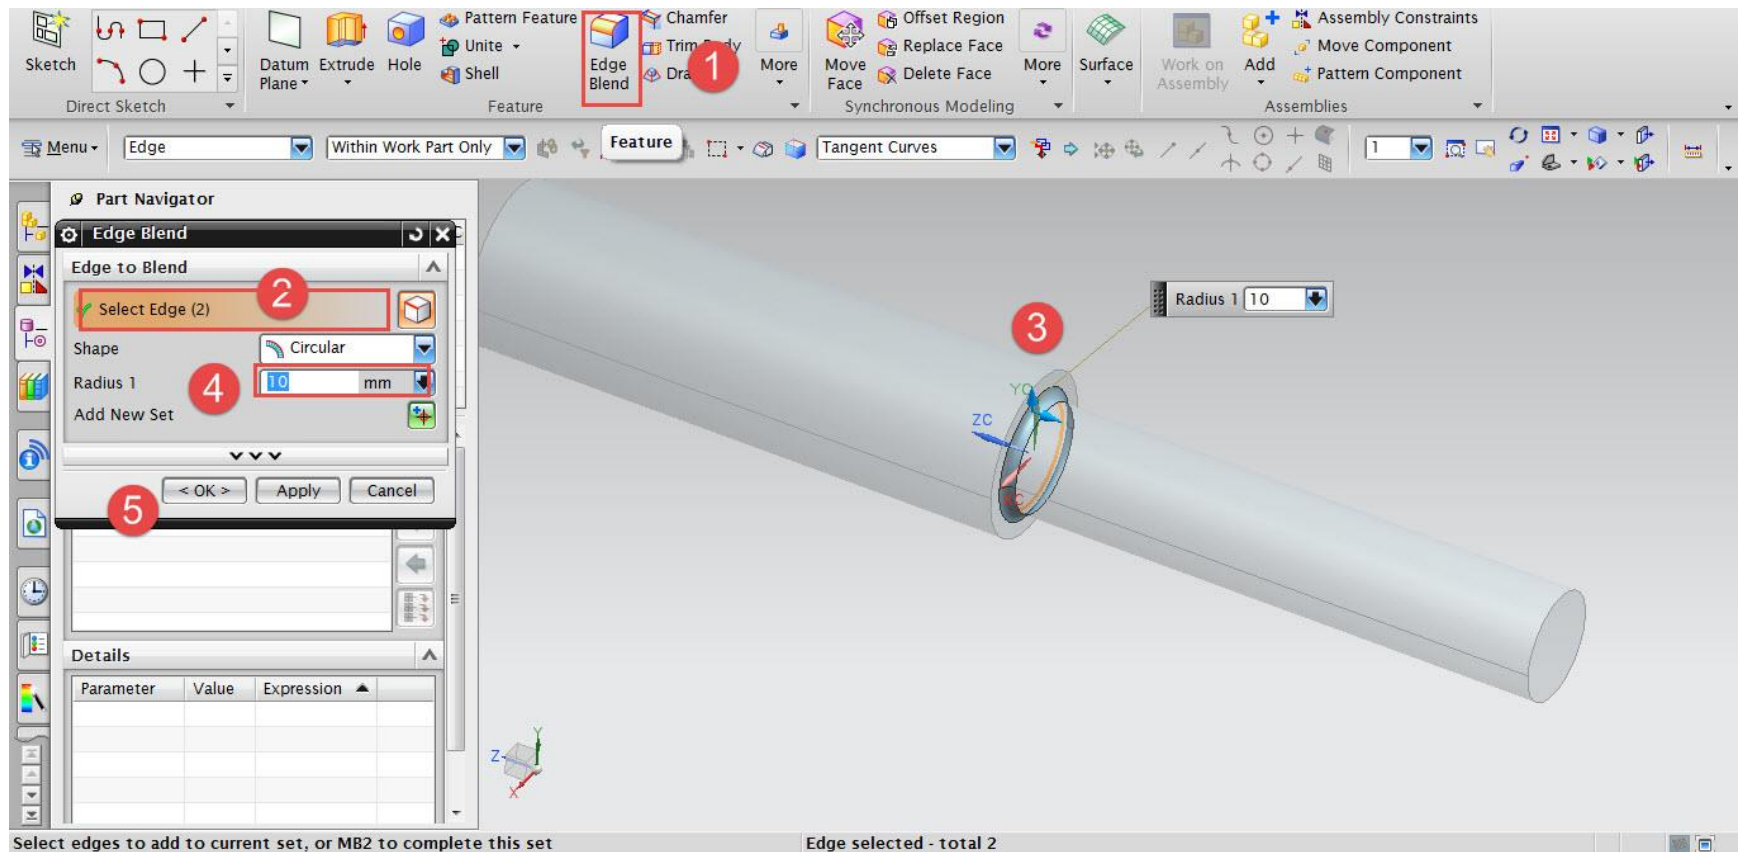 Sketch
Direct Sketch
Datum Plane
Extrude
Hole
Pattern Feature
Unite
Shell
Edge Blend
Chamfer
Trim Body
Dra
1
More
Feature
Move Face
Offset Region
Replace Face
Delete Face
More
Synchronous Modeling
Surface
Work on Assembly
Add
Assembly Constraints
Move Component
Pattern Component
Assemblies
Menu
Edge
Within Work Part Only
Feature
Tangent Curves
1
Part Navigator
Edge Blend
Edge to Blend
2
Select Edge (2)
Shape
Circular
Radius 1
4
10 mm
Add New Set
5
< OK > Apply Cancel
Details
Parameter Value Expression
3
Radius 1 10
YC
ZC
XC
Y
Z
X
Select edges to add to current set, or MB2 to complete this set
Edge selected - total 2